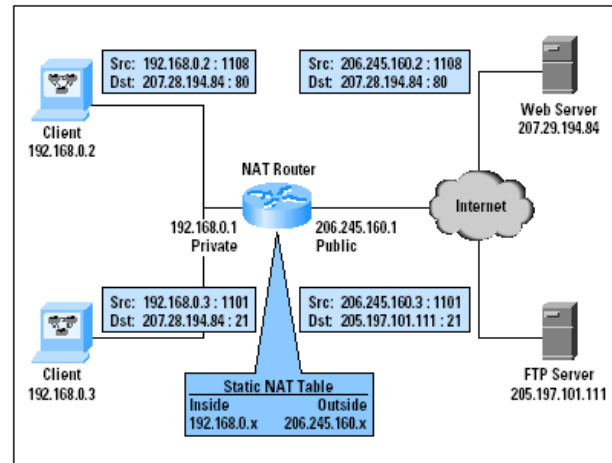 Src: 192.168.0.2 : 1108
Dst: 207.28.194.84 : 80
Src: 206.245.160.2 : 1108
Dst: 207.28.194.84 : 80
Client
192.168.0.2
Web Server
207.29.194.84
NAT Router
192.168.0.1
Private
206.245.160.1
Public
Internet
Src: 192.168.0.3 : 1101
Dst: 207.28.194.84 : 21
Src: 206.245.160.3 : 1101
Dst: 205.197.101.111 : 21
Client
192.168.0.3
FTP Server
205.197.101.111
Static NAT Table
Inside Outside
192.168.0.x 206.245.160.x